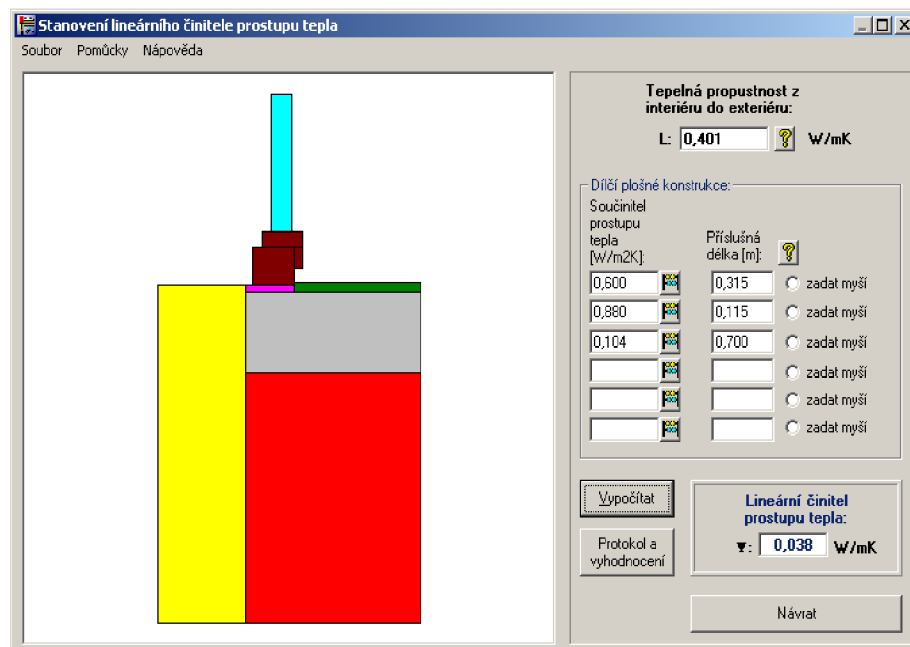 Stanovení lineárního činitele prostupu tepla
Soubor Pomůcky Nápověda
Tepelná propustnost z
interiéru do exteriéru:
L: 0,401 W/mK
Dílčí plošné konstrukce:
Součinitel
prostupu
tepla
[W/m2K]:
Příslušná
délka [m]:
0,600 0,315 zadat myší
0,880 0,115 zadat myší
0,104 0,700 zadat myší
zadat myší
zadat myší
zadat myší
Vypočítat
Protokol a
vyhodnocení
Lineární činitel
prostupu tepla:
Ψ: 0,038 W/mK
Návrat